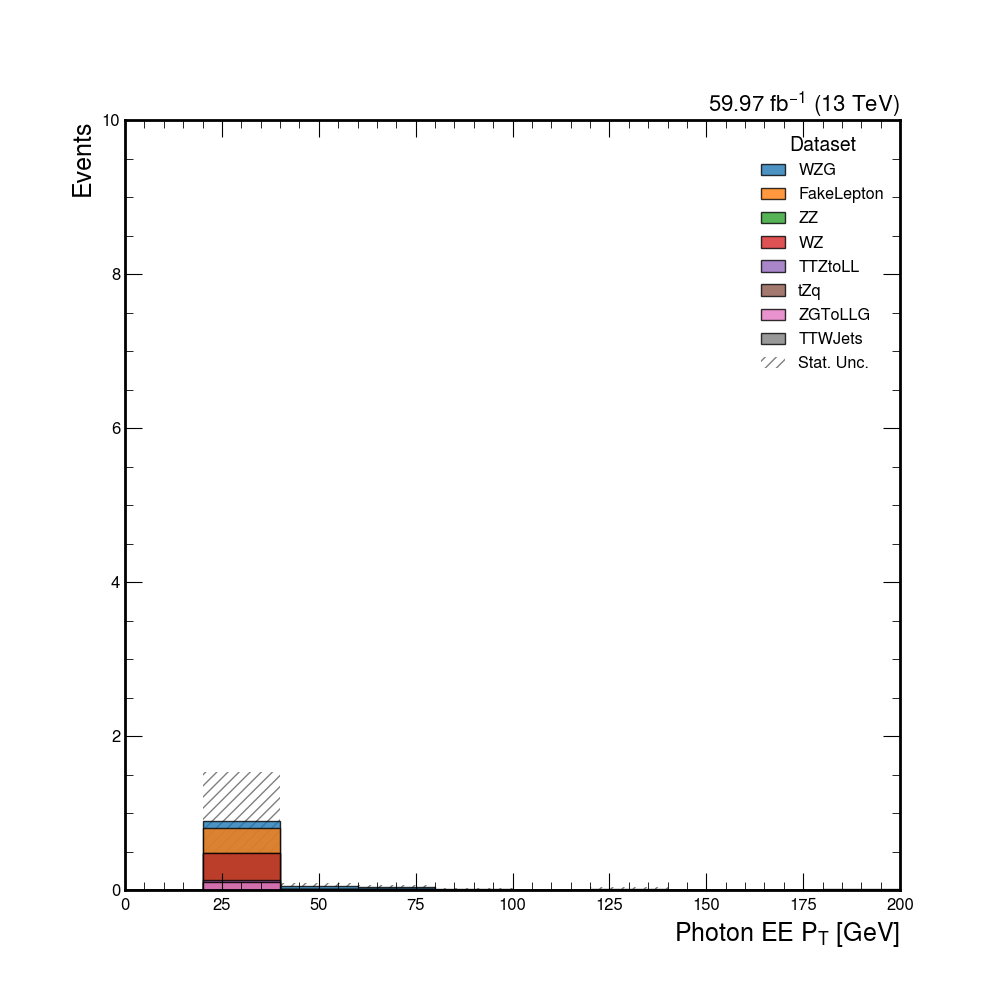 59.97 fb⁻¹ (13 TeV)
Events
10
8
6
4
2
0
Dataset
WZG
FakeLepton
ZZ
WZ
TTZtoLL
tZq
ZGToLLG
TTWJets
Stat. Unc.
0 25 50 75 100 125 150 175 200
Photon EE P_T [GeV]